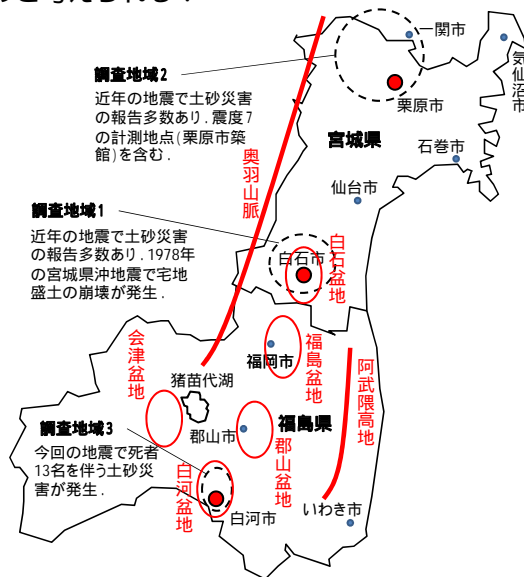 一関市
気仙沼市
調査地域2
近年の地震で土砂災害
の報告多数あり．震度7
の計測地点(栗原市築
館)を含む．
栗原市
宮城県
石巻市
奥羽山脈
仙台市
調査地域1
近年の地震で土砂災害
の報告多数あり．1978年
の宮城県沖地震で宅地
盛土の崩壊が発生．
白石市
白石盆地
会津盆地
猪苗代湖
福岡市
福島盆地
阿武隈高地
調査地域3
今回の地震で死者
13名を伴う土砂災
害が発生．
郡山市
福島県
郡山盆地
白河盆地
白河市
いわき市